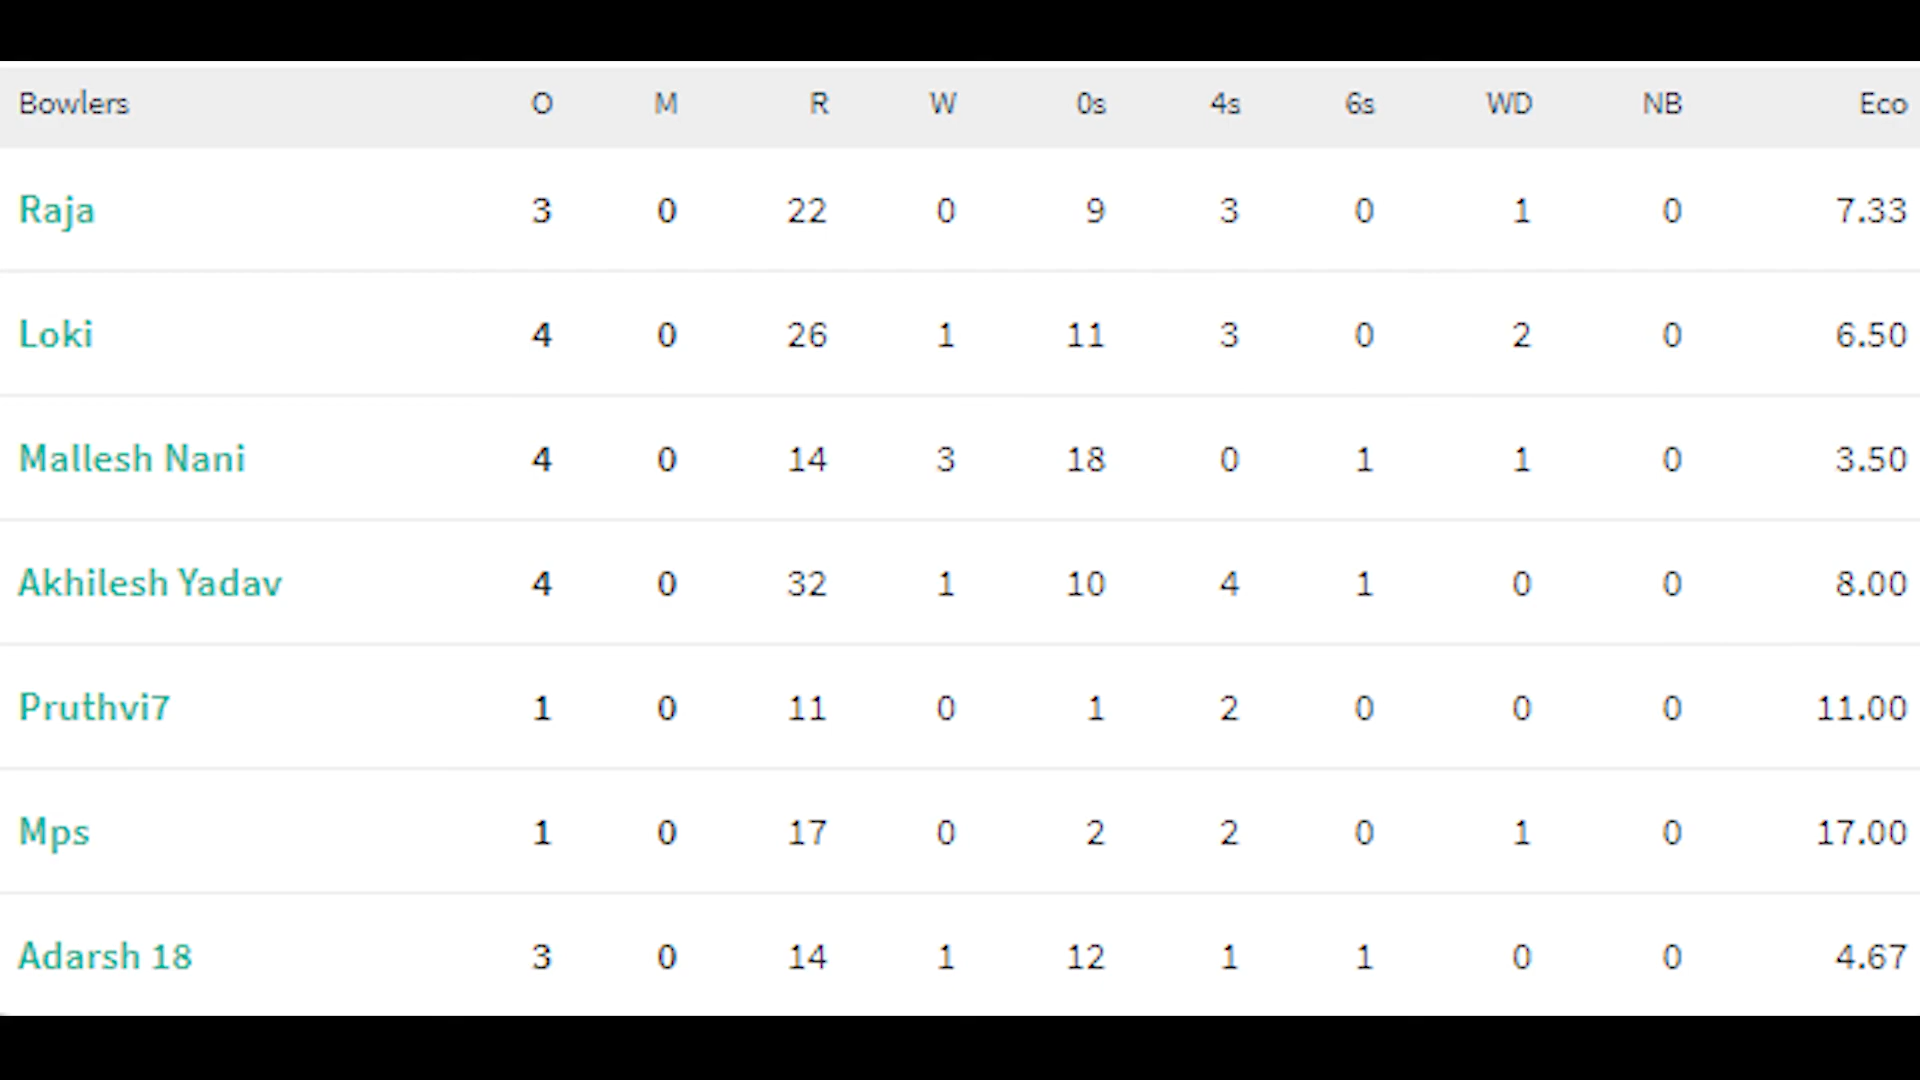 Bowlers O M R W 0s 4s 6s WD NB Eco
Raja 3 0 22 0 9 3 0 1 0 7.33
Loki 4 0 26 1 11 3 0 2 0 6.50
Mallesh Nani 4 0 14 3 18 0 1 1 0 3.50
Akhilesh Yadav 4 0 32 1 10 4 1 0 0 8.00
Pruthvi7 1 0 11 0 1 2 0 0 0 11.00
Mps 1 0 17 0 2 2 0 1 0 17.00
Adarsh 18 3 0 14 1 12 1 1 0 0 4.67